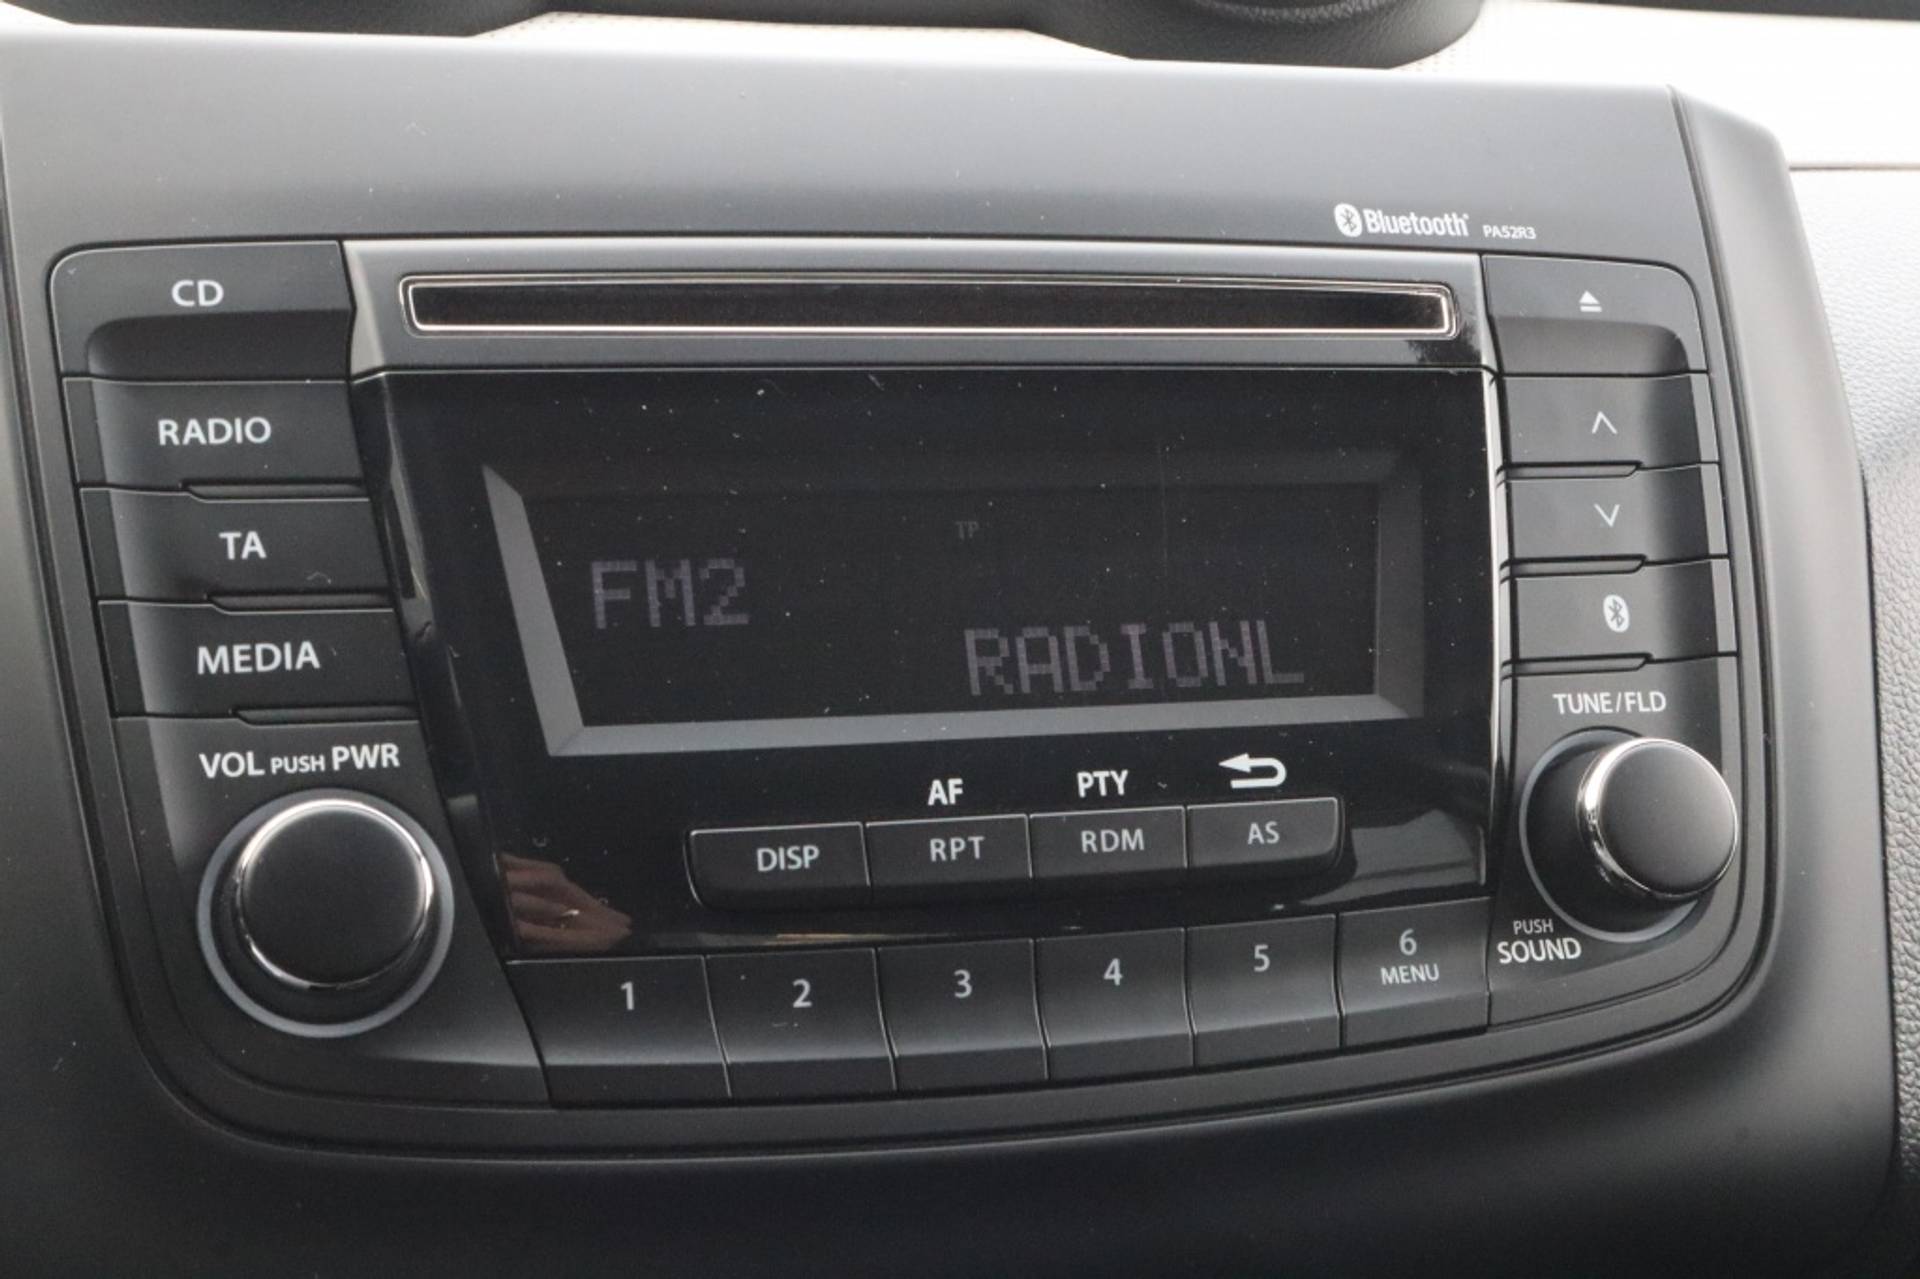 Bluetooth PA52R3
CD
RADIO
TA
MEDIA
VOL PUSH PWR
TP
FM2
RADIONL
AF PTY
DISP RPT RDM AS
1 2 3 4 5 6
MENU
TUNE/FLD
PUSH
SOUND